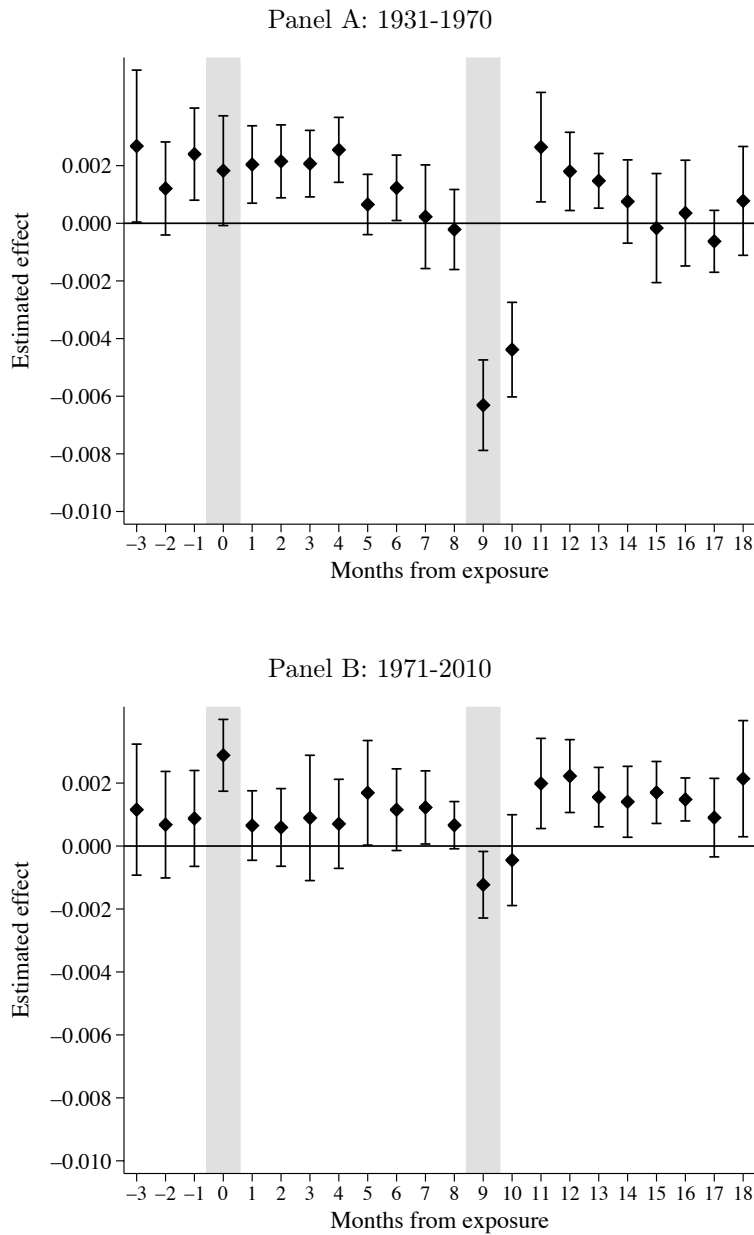 Panel A: 1931-1970
0.002
0.000
−0.002
−0.004
−0.006
−0.008
−0.010
Estimated effect
−3 −2 −1 0 1 2 3 4 5 6 7 8 9 10 11 12 13 14 15 16 17 18
Months from exposure
Panel B: 1971-2010
0.002
0.000
−0.002
−0.004
−0.006
−0.008
−0.010
Estimated effect
−3 −2 −1 0 1 2 3 4 5 6 7 8 9 10 11 12 13 14 15 16 17 18
Months from exposure